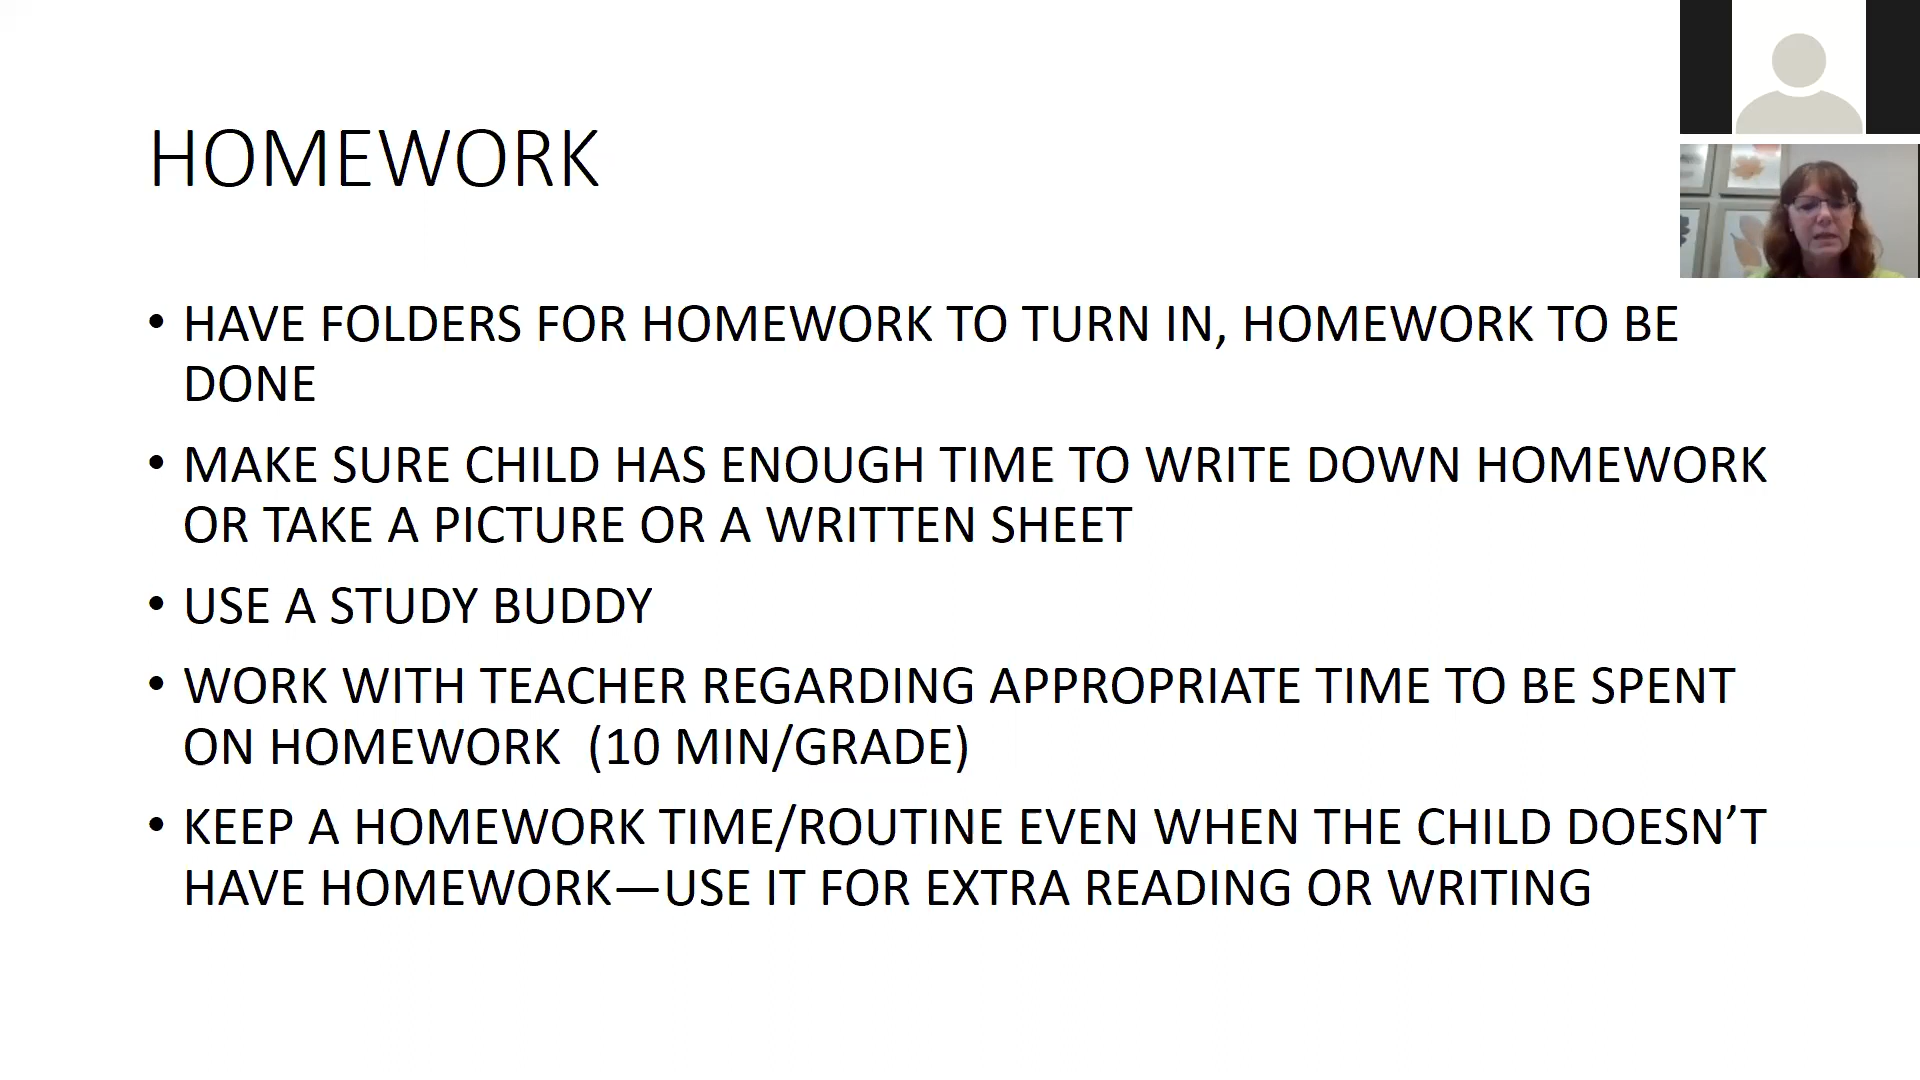 HOMEWORK
• HAVE FOLDERS FOR HOMEWORK TO TURN IN, HOMEWORK TO BE
DONE
• MAKE SURE CHILD HAS ENOUGH TIME TO WRITE DOWN HOMEWORK
OR TAKE A PICTURE OR A WRITTEN SHEET
• USE A STUDY BUDDY
• WORK WITH TEACHER REGARDING APPROPRIATE TIME TO BE SPENT
ON HOMEWORK  (10 MIN/GRADE)
• KEEP A HOMEWORK TIME/ROUTINE EVEN WHEN THE CHILD DOESN’T
HAVE HOMEWORK—USE IT FOR EXTRA READING OR WRITING